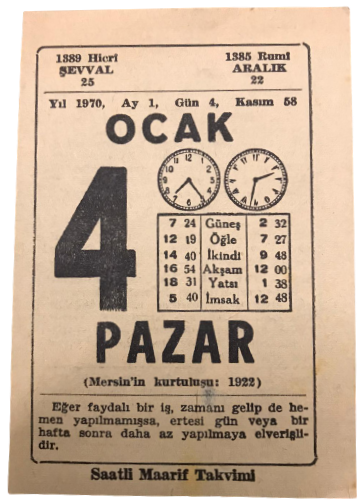 1389 Hicrî 1385 Rumî
ŞEVVAL ARALIK
25 22
Yıl 1970, Ay 1, Gün 4, Kasım 58
OCAK
4
7 24 Güneş 2 32
12 19 Öğle 7 27
14 40 İkindi 9 48
16 54 Akşam 12 00
18 31 Yatsı 1 38
5 40 İmsak 12 48
PAZAR
(Mersin'in kurtuluşu: 1922)
Eğer faydalı bir iş, zamanı gelip de he-
men yapılmamışsa, ertesi gün veya bir
hafta sonra daha az yapılmaya elverişli-
dir.
Saatli Maarif Takvimi